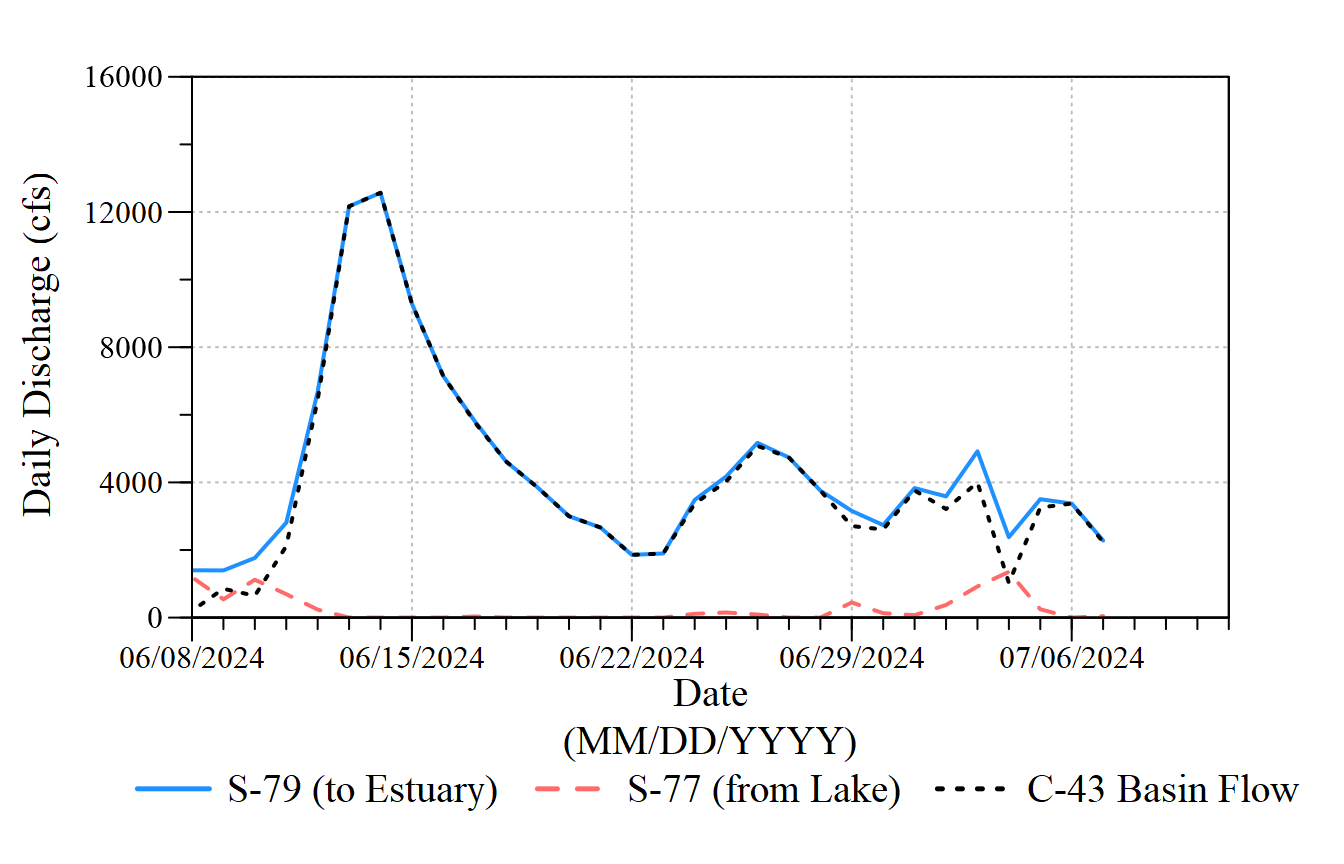 16000
12000
8000
4000
0
Daily Discharge (cfs)
06/08/2024 06/15/2024 06/22/2024 06/29/2024 07/06/2024
Date
(MM/DD/YYYY)
S-79 (to Estuary) S-77 (from Lake) C-43 Basin Flow